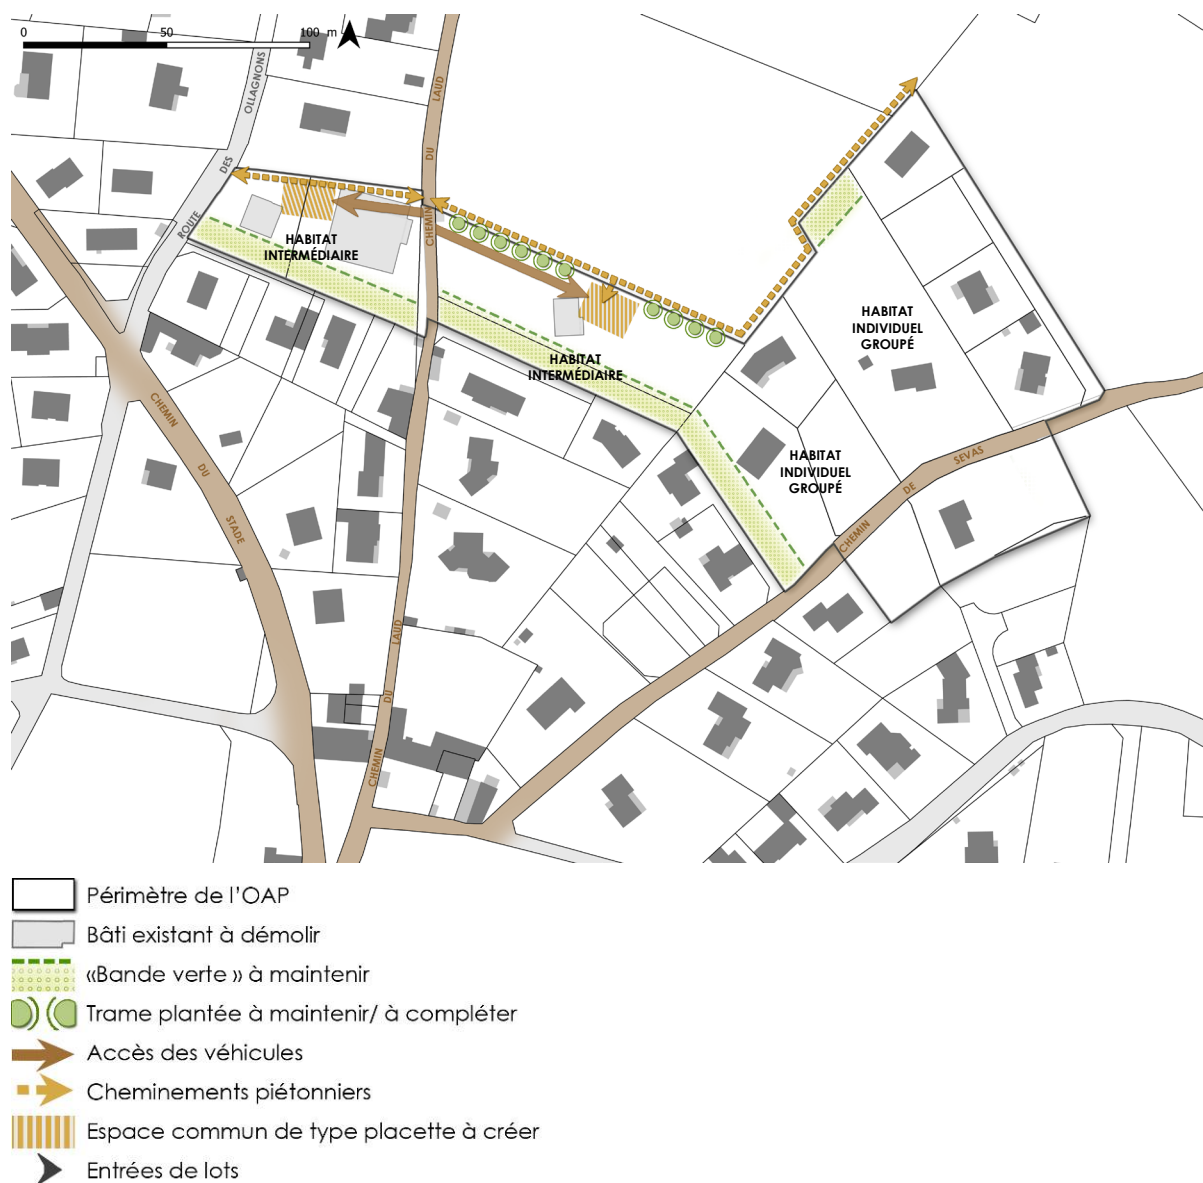 0 50 100 m
OLLAGNONS
DES
ROUTE
LAUD
DU
CHEMIN
HABITAT
INTERMÉDIAIRE
HABITAT
INTERMÉDIAIRE
HABITAT
INDIVIDUEL
GROUPÉ
HABITAT
INDIVIDUEL
GROUPÉ
CHEMIN
DE
SEVAS
CHEMIN
DU
STADE
LAUD
DU
CHEMIN
Périmètre de l’OAP
Bâti existant à démolir
«Bande verte » à maintenir
Trame plantée à maintenir/ à compléter
Accès des véhicules
Cheminements piétonniers
Espace commun de type placette à créer
Entrées de lots